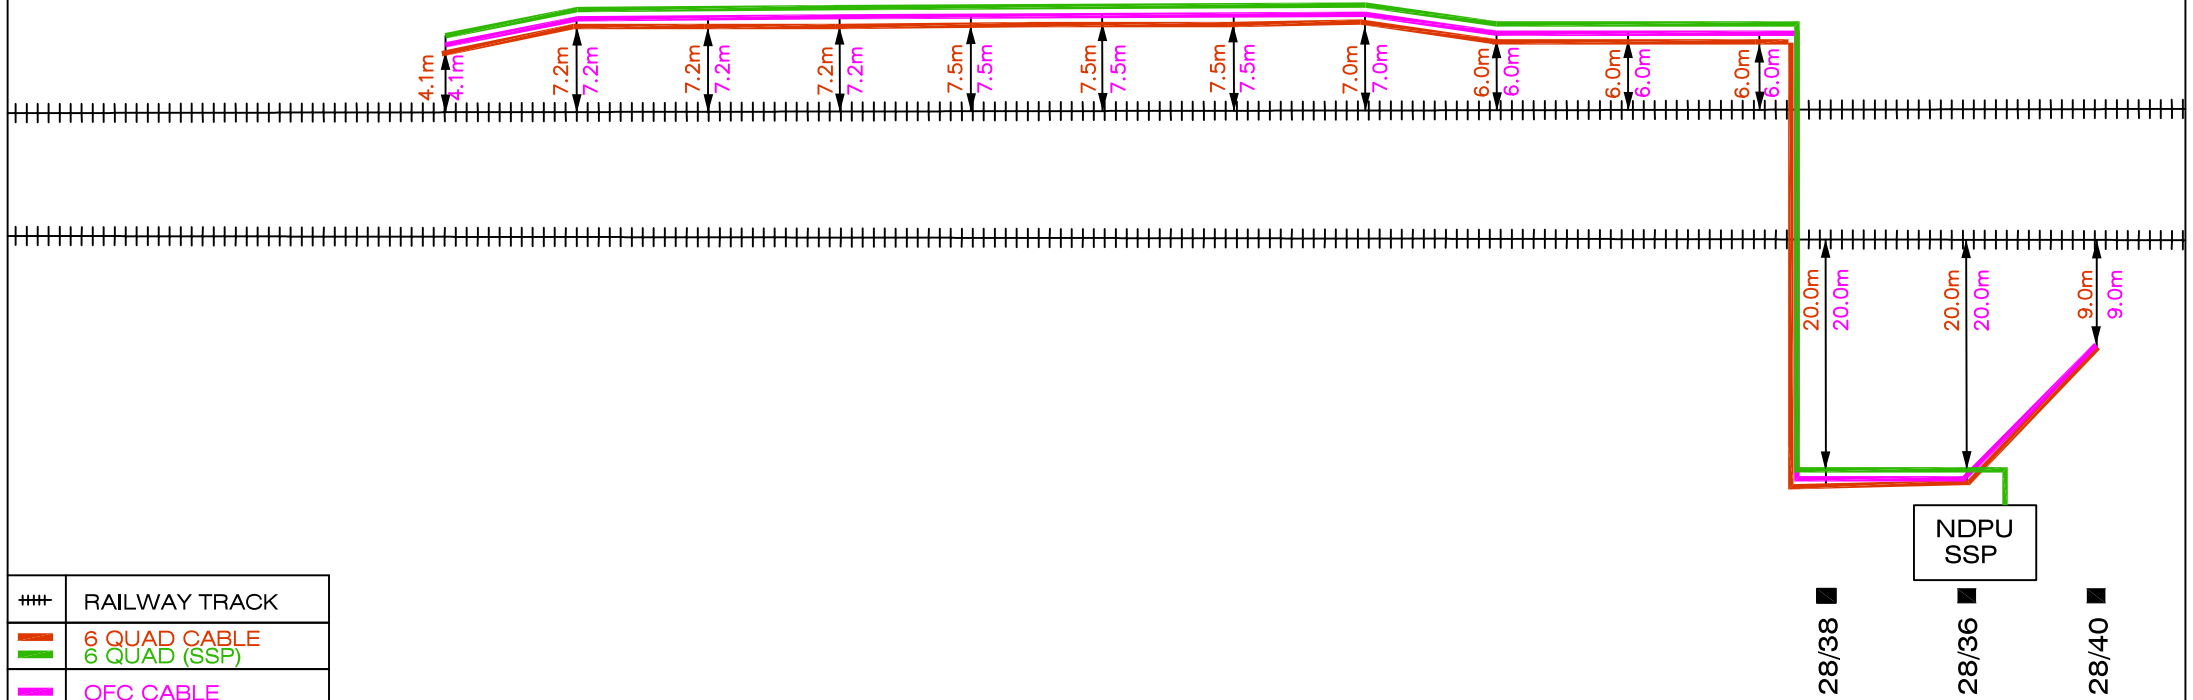 4.1m
4.1m
7.2m
7.2m
7.2m
7.2m
7.2m
7.2m
7.5m
7.5m
7.5m
7.5m
7.5m
7.5m
7.0m
7.0m
6.0m
6.0m
6.0m
6.0m
6.0m
6.0m
20.0m
20.0m
20.0m
20.0m
9.0m
9.0m
NDPU
SSP
28/38
28/36
28/40
RAILWAY TRACK
6 QUAD CABLE
6 QUAD (SSP)
OFC CABLE